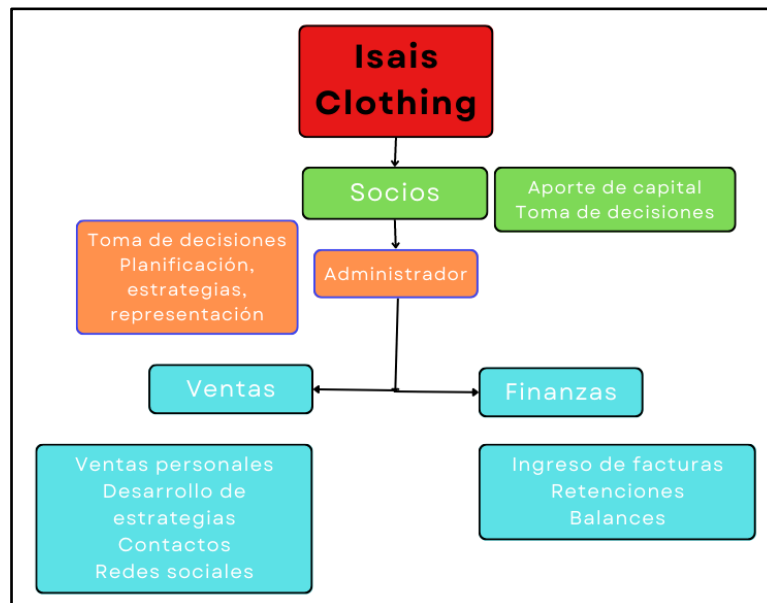 Isais
Clothing
Socios
Aporte de capital
Toma de decisiones
Toma de decisiones
Planificación,
estrategias,
representación
Administrador
Ventas
Finanzas
Ventas personales
Desarrollo de
estrategias
Contactos
Redes sociales
Ingreso de facturas
Retenciones
Balances